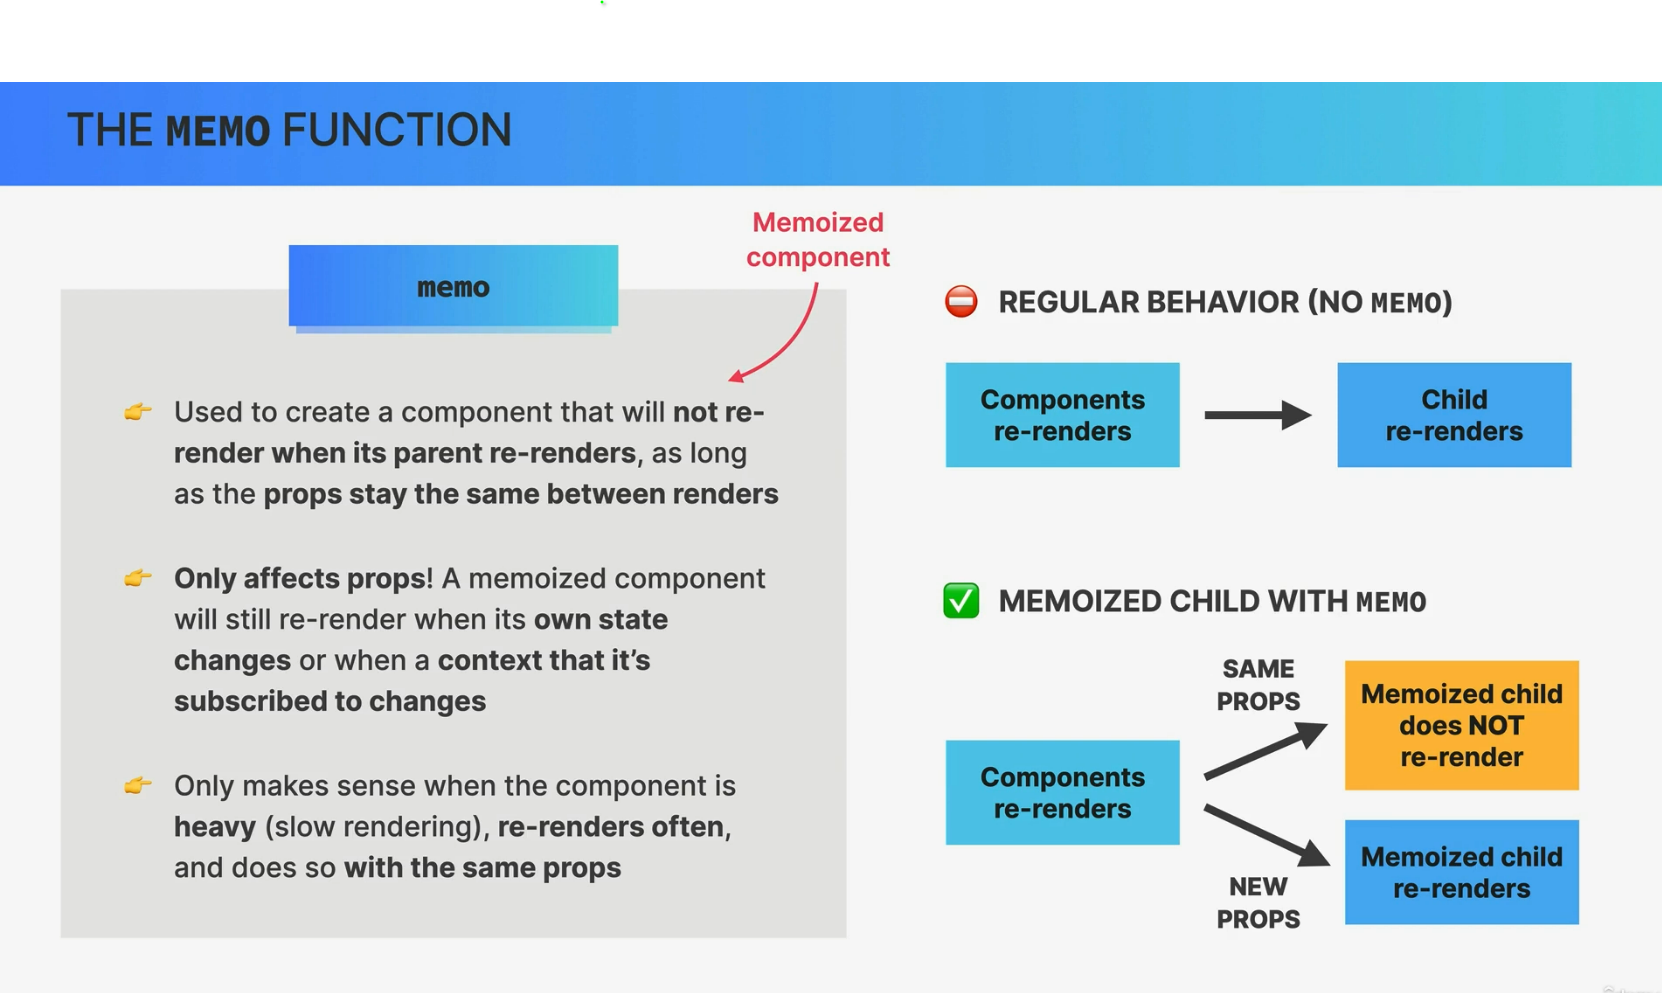 THE MEMO FUNCTION
memo
Memoized
component
👉 Used to create a component that will not re-
render when its parent re-renders, as long
as the props stay the same between renders
👉 Only affects props! A memoized component
will still re-render when its own state
changes or when a context that it’s
subscribed to changes
👉 Only makes sense when the component is
heavy (slow rendering), re-renders often,
and does so with the same props
⛔ REGULAR BEHAVIOR (NO MEMO)
Components
re-renders
Child
re-renders
✅ MEMOIZED CHILD WITH MEMO
Components
re-renders
SAME
PROPS
Memoized child
does NOT
re-render
NEW
PROPS
Memoized child
re-renders